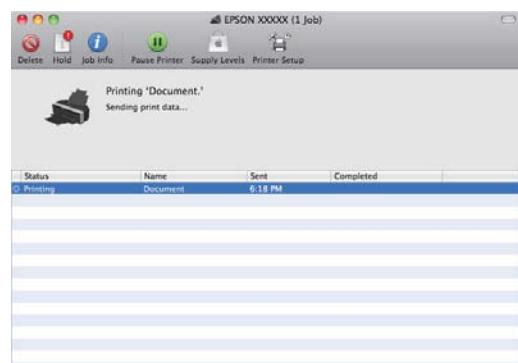 EPSON XXXXX (1 Job)
Delete Hold Job Info Pause Printer Supply Levels Printer Setup
Printing 'Document.'
Sending print data...
Status Name Sent Completed
Printing Document 6:18 PM